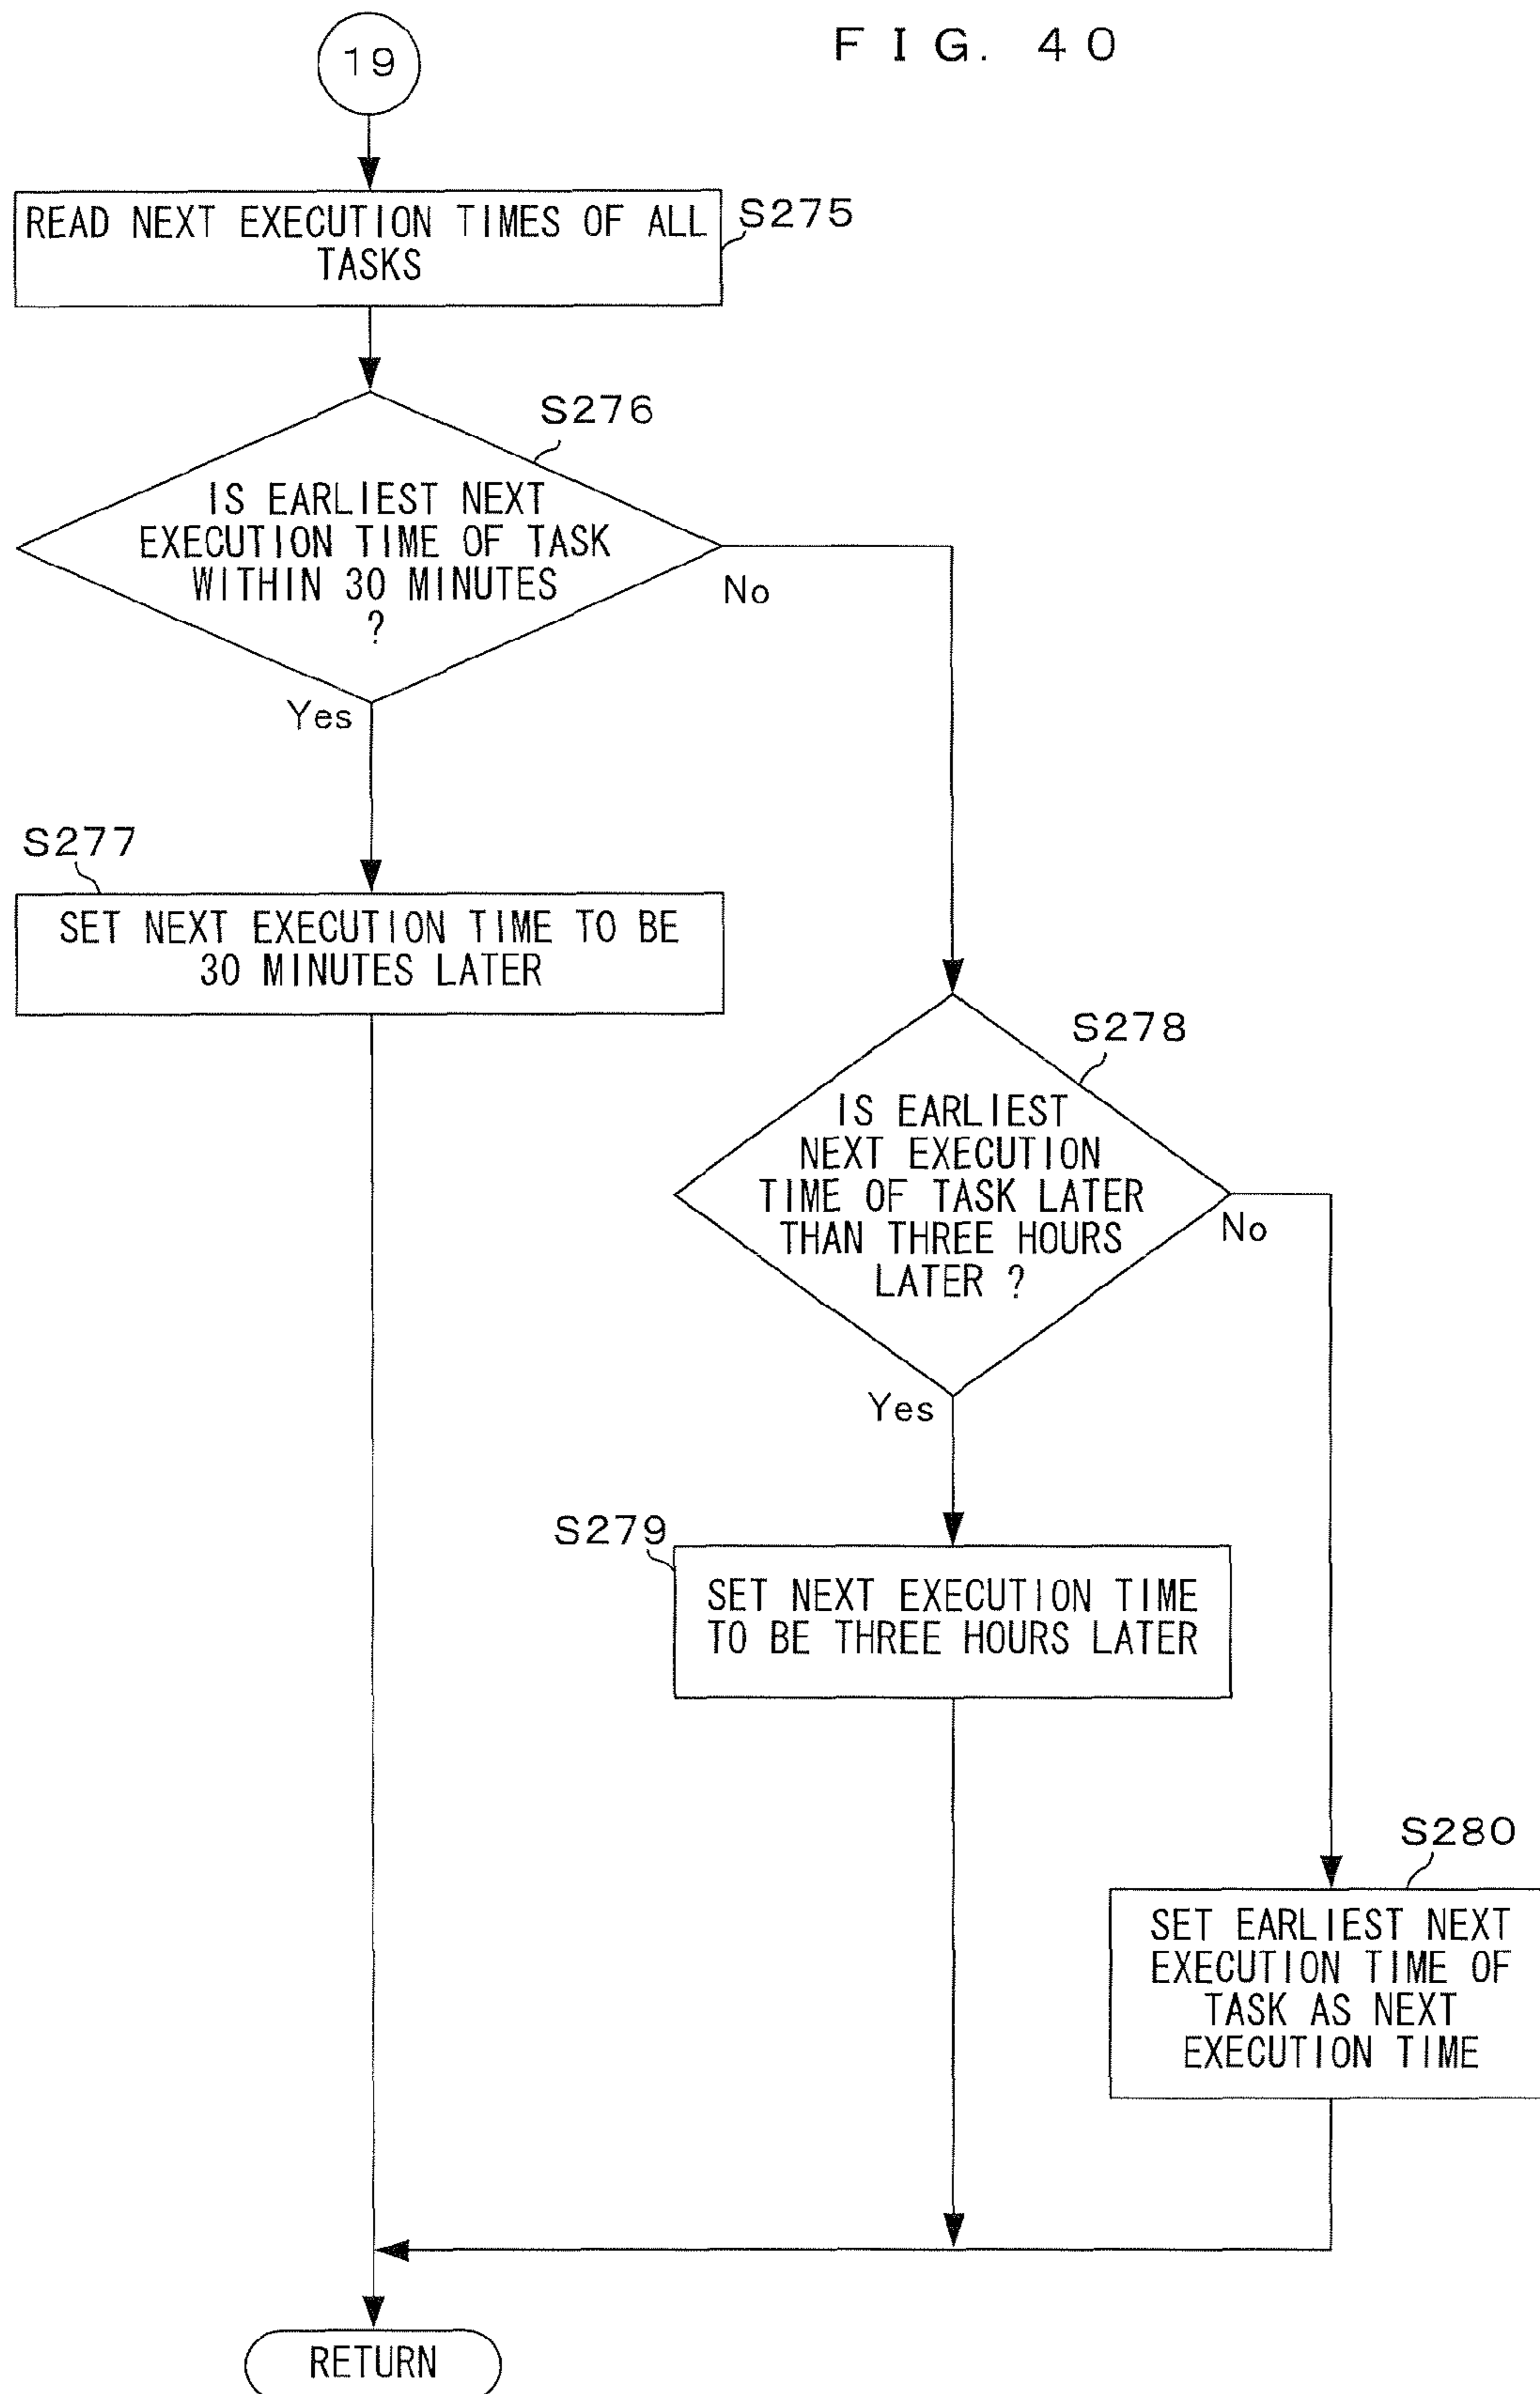 FIG. 40
19
READ NEXT EXECUTION TIMES OF ALL
TASKS
S275
S276
IS EARLIEST NEXT
EXECUTION TIME OF TASK
WITHIN 30 MINUTES
?
No
Yes
S277
SET NEXT EXECUTION TIME TO BE
30 MINUTES LATER
S278
IS EARLIEST
NEXT EXECUTION
TIME OF TASK LATER
THAN THREE HOURS
LATER ?
No
Yes
S279
SET NEXT EXECUTION TIME
TO BE THREE HOURS LATER
S280
SET EARLIEST NEXT
EXECUTION TIME OF
TASK AS NEXT
EXECUTION TIME
RETURN